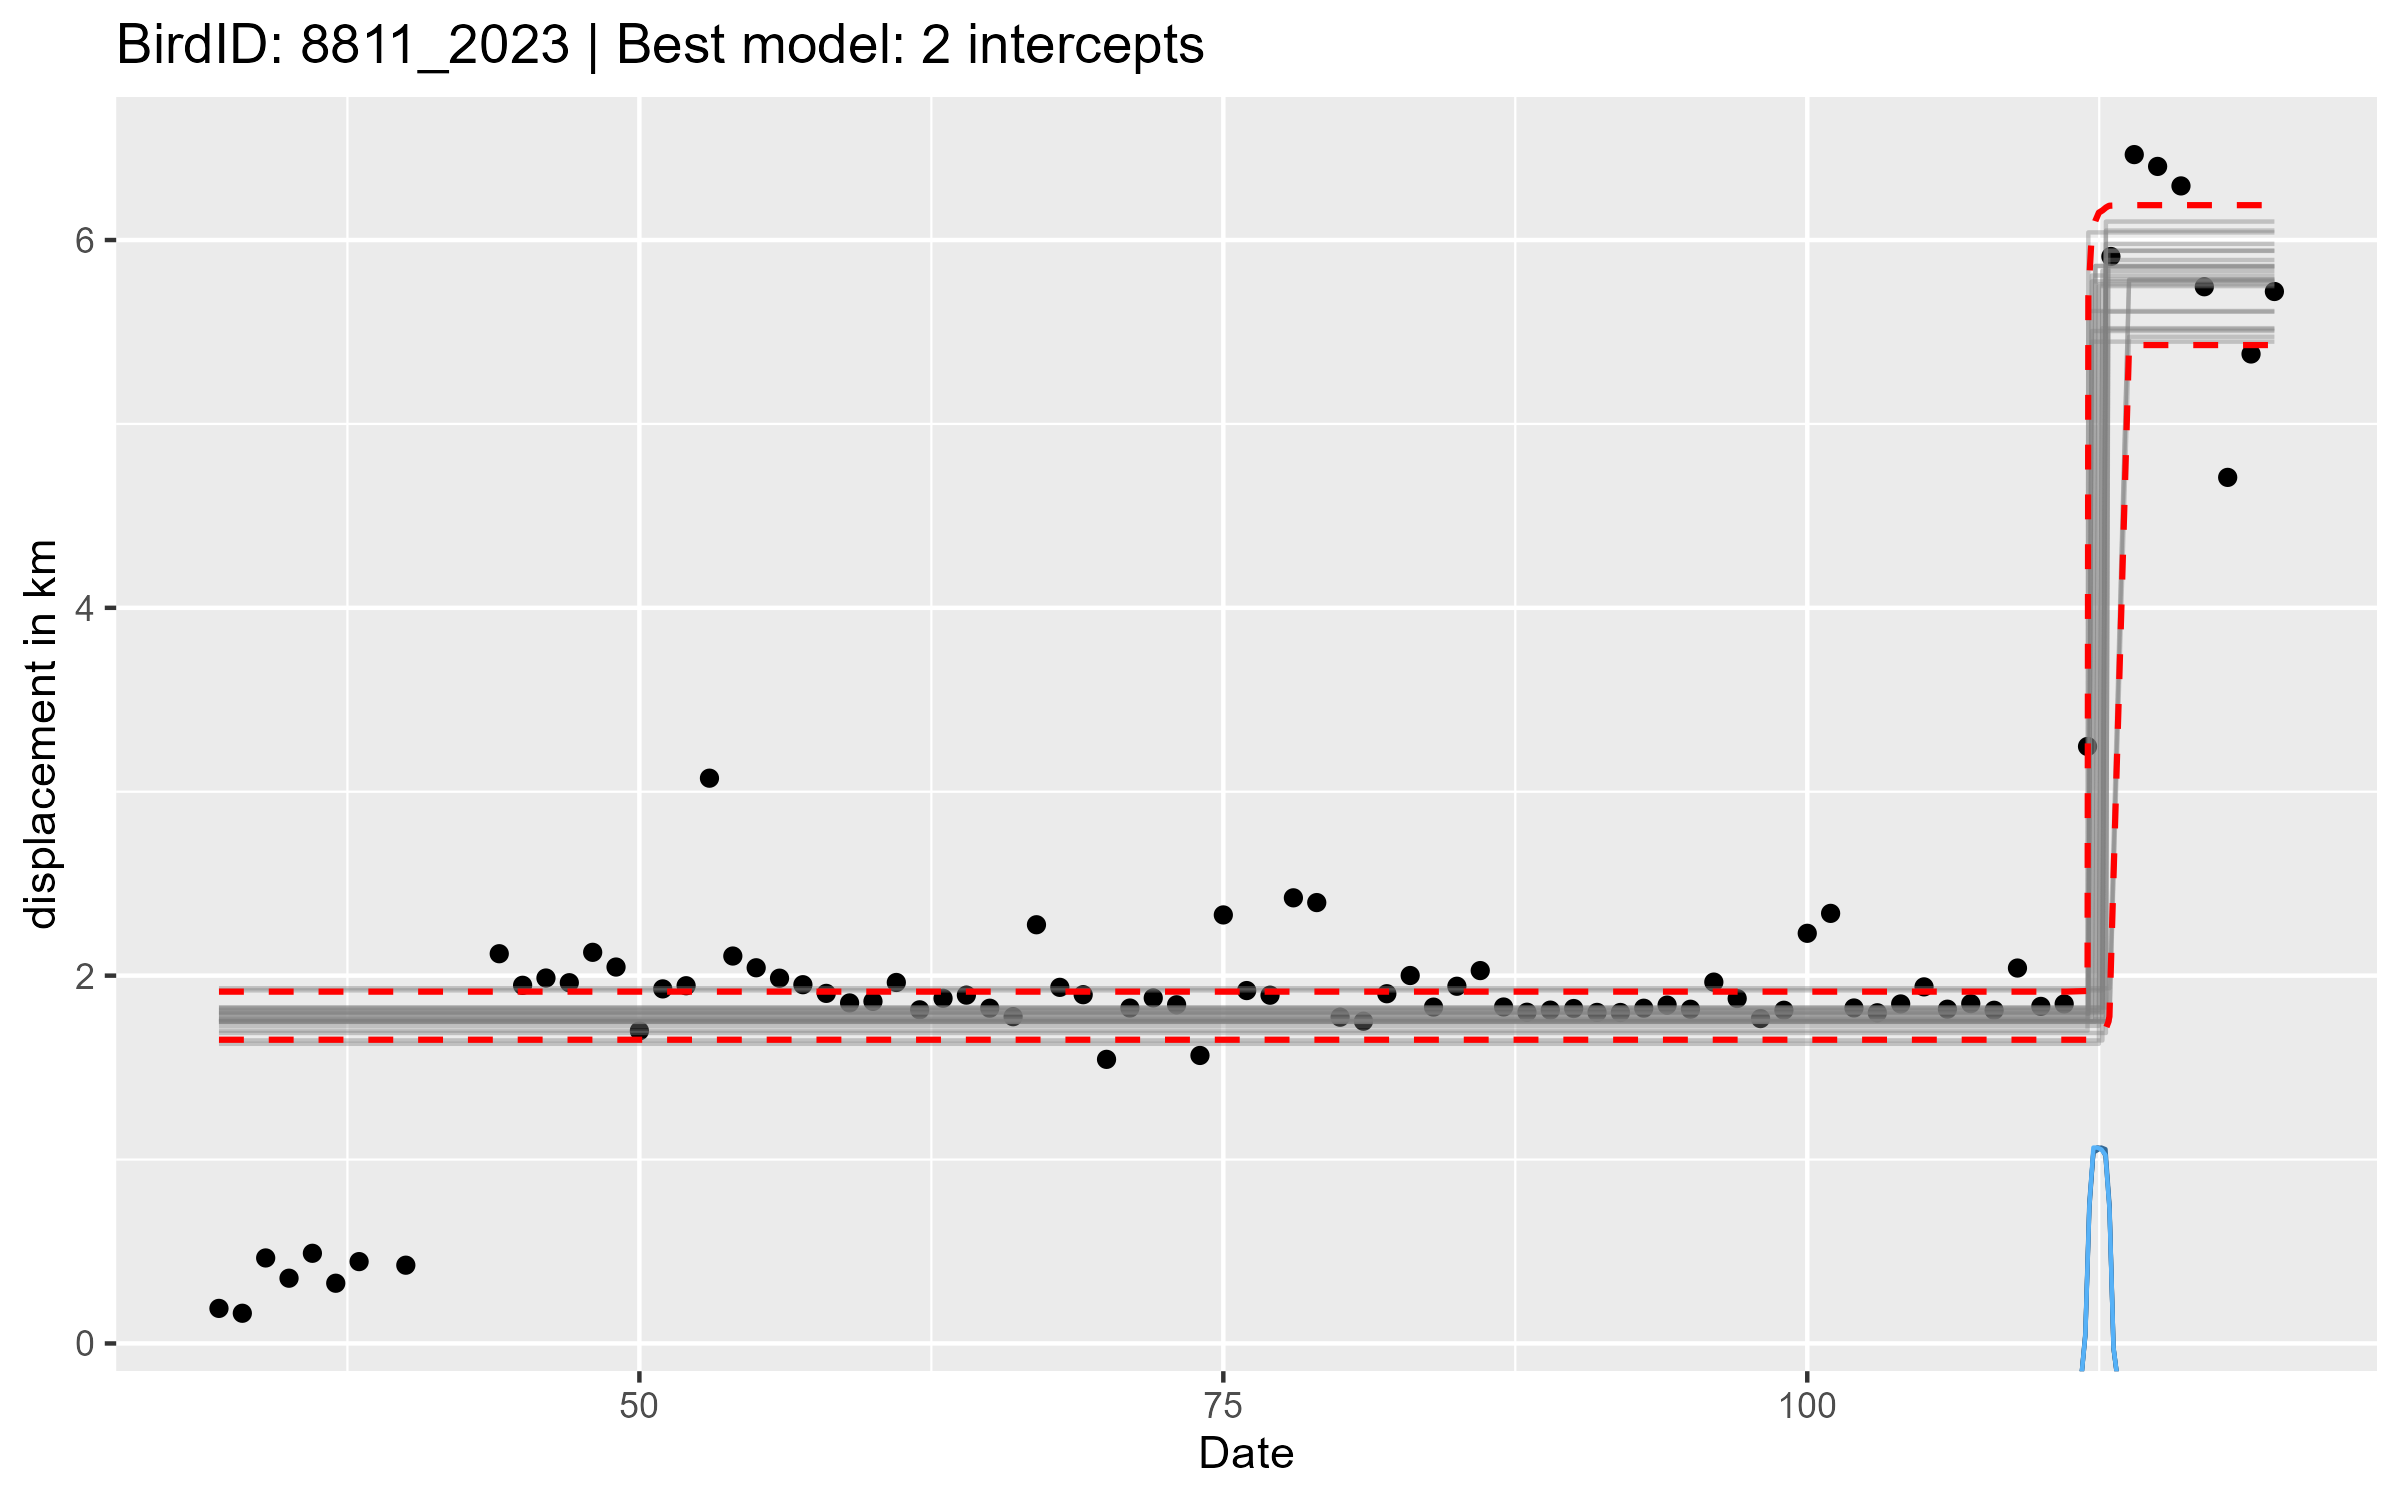 BirdID: 8811_2023 | Best model: 2 intercepts
displacement in km
6
4
2
0
50
75
100
Date